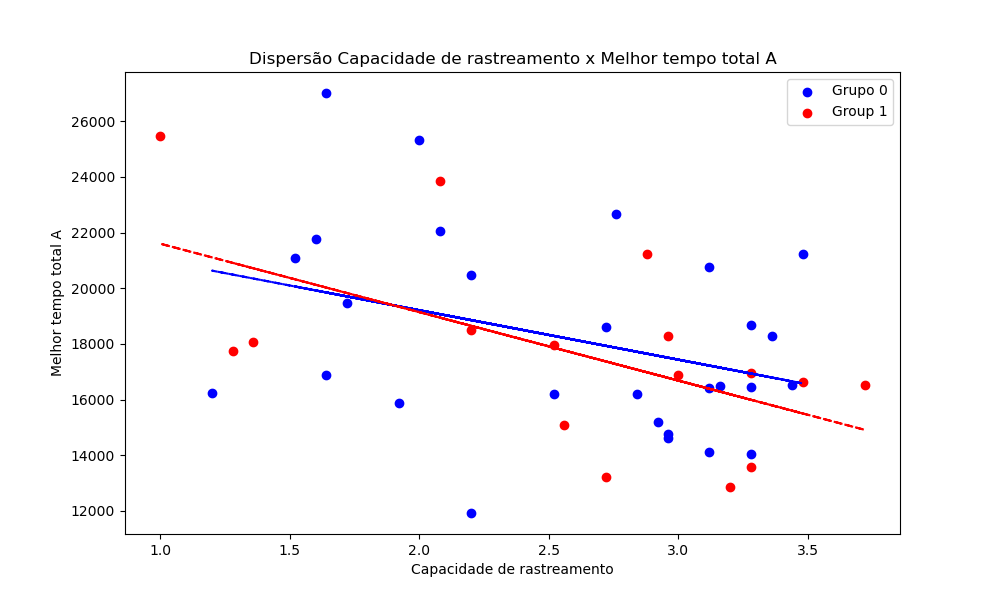 Dispersão Capacidade de rastreamento x Melhor tempo total A
Grupo 0
Group 1
26000
24000
22000
20000
18000
16000
14000
12000
Melhor tempo total A
1.0
1.5
2.0
2.5
3.0
3.5
Capacidade de rastreamento